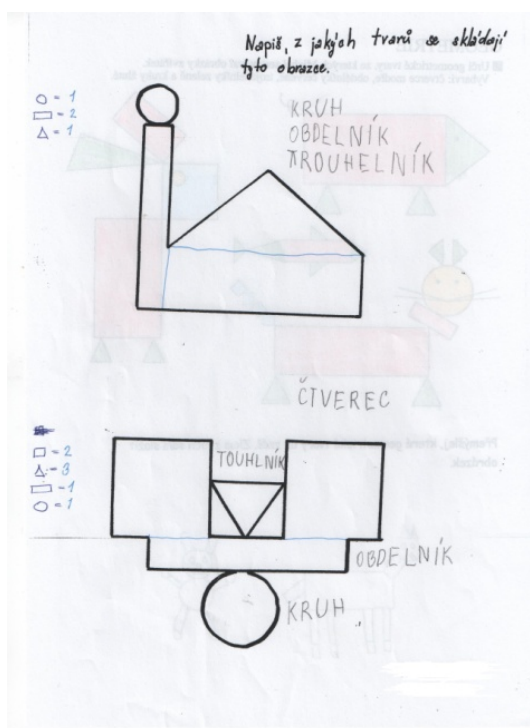 Napiš, z jakých tvarů se skládají
tyto obrazce.
○ = 1
▭ = 2
△ = 1
KRUH
OBDELNÍK
TROUHELNÍK
ČTVEREC
□ = 2
△ = 3
▭ = 1
○ = 1
TOUHLNÍK
OBDELNÍK
KRUH